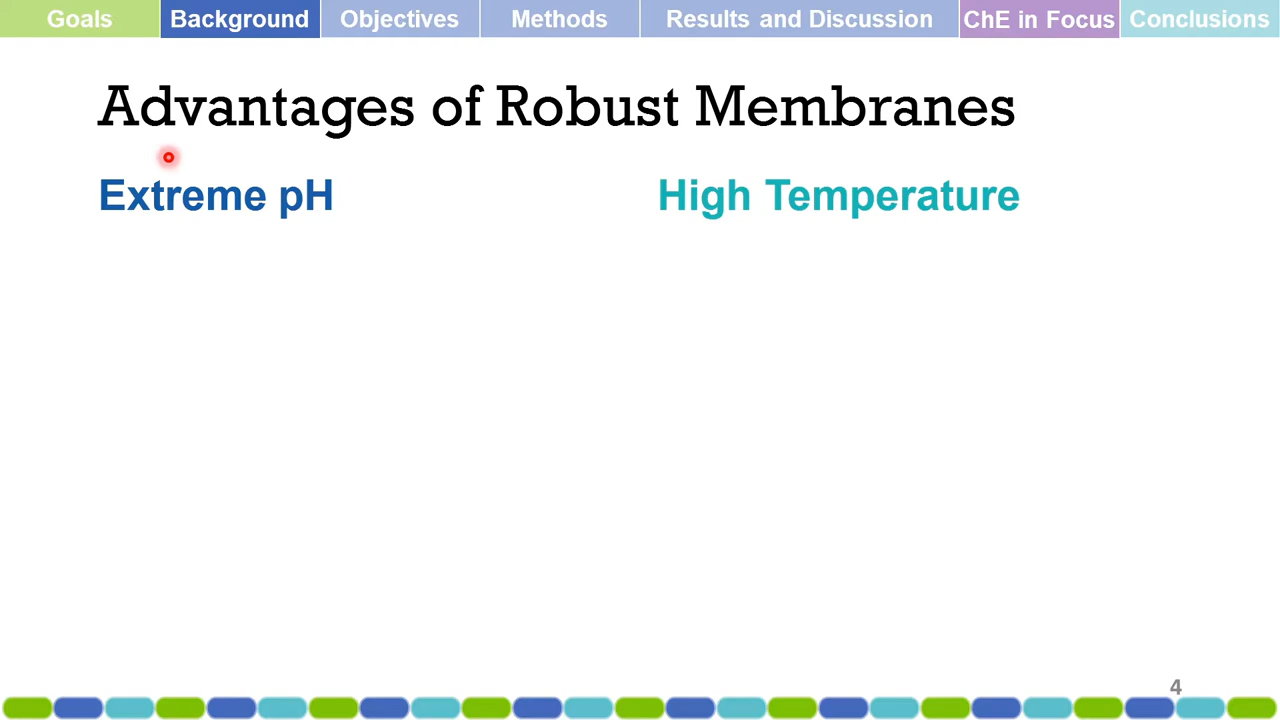 Goals Background Objectives Methods Results and Discussion ChE in Focus Conclusions
Advantages of Robust Membranes
Extreme pH High Temperature
4